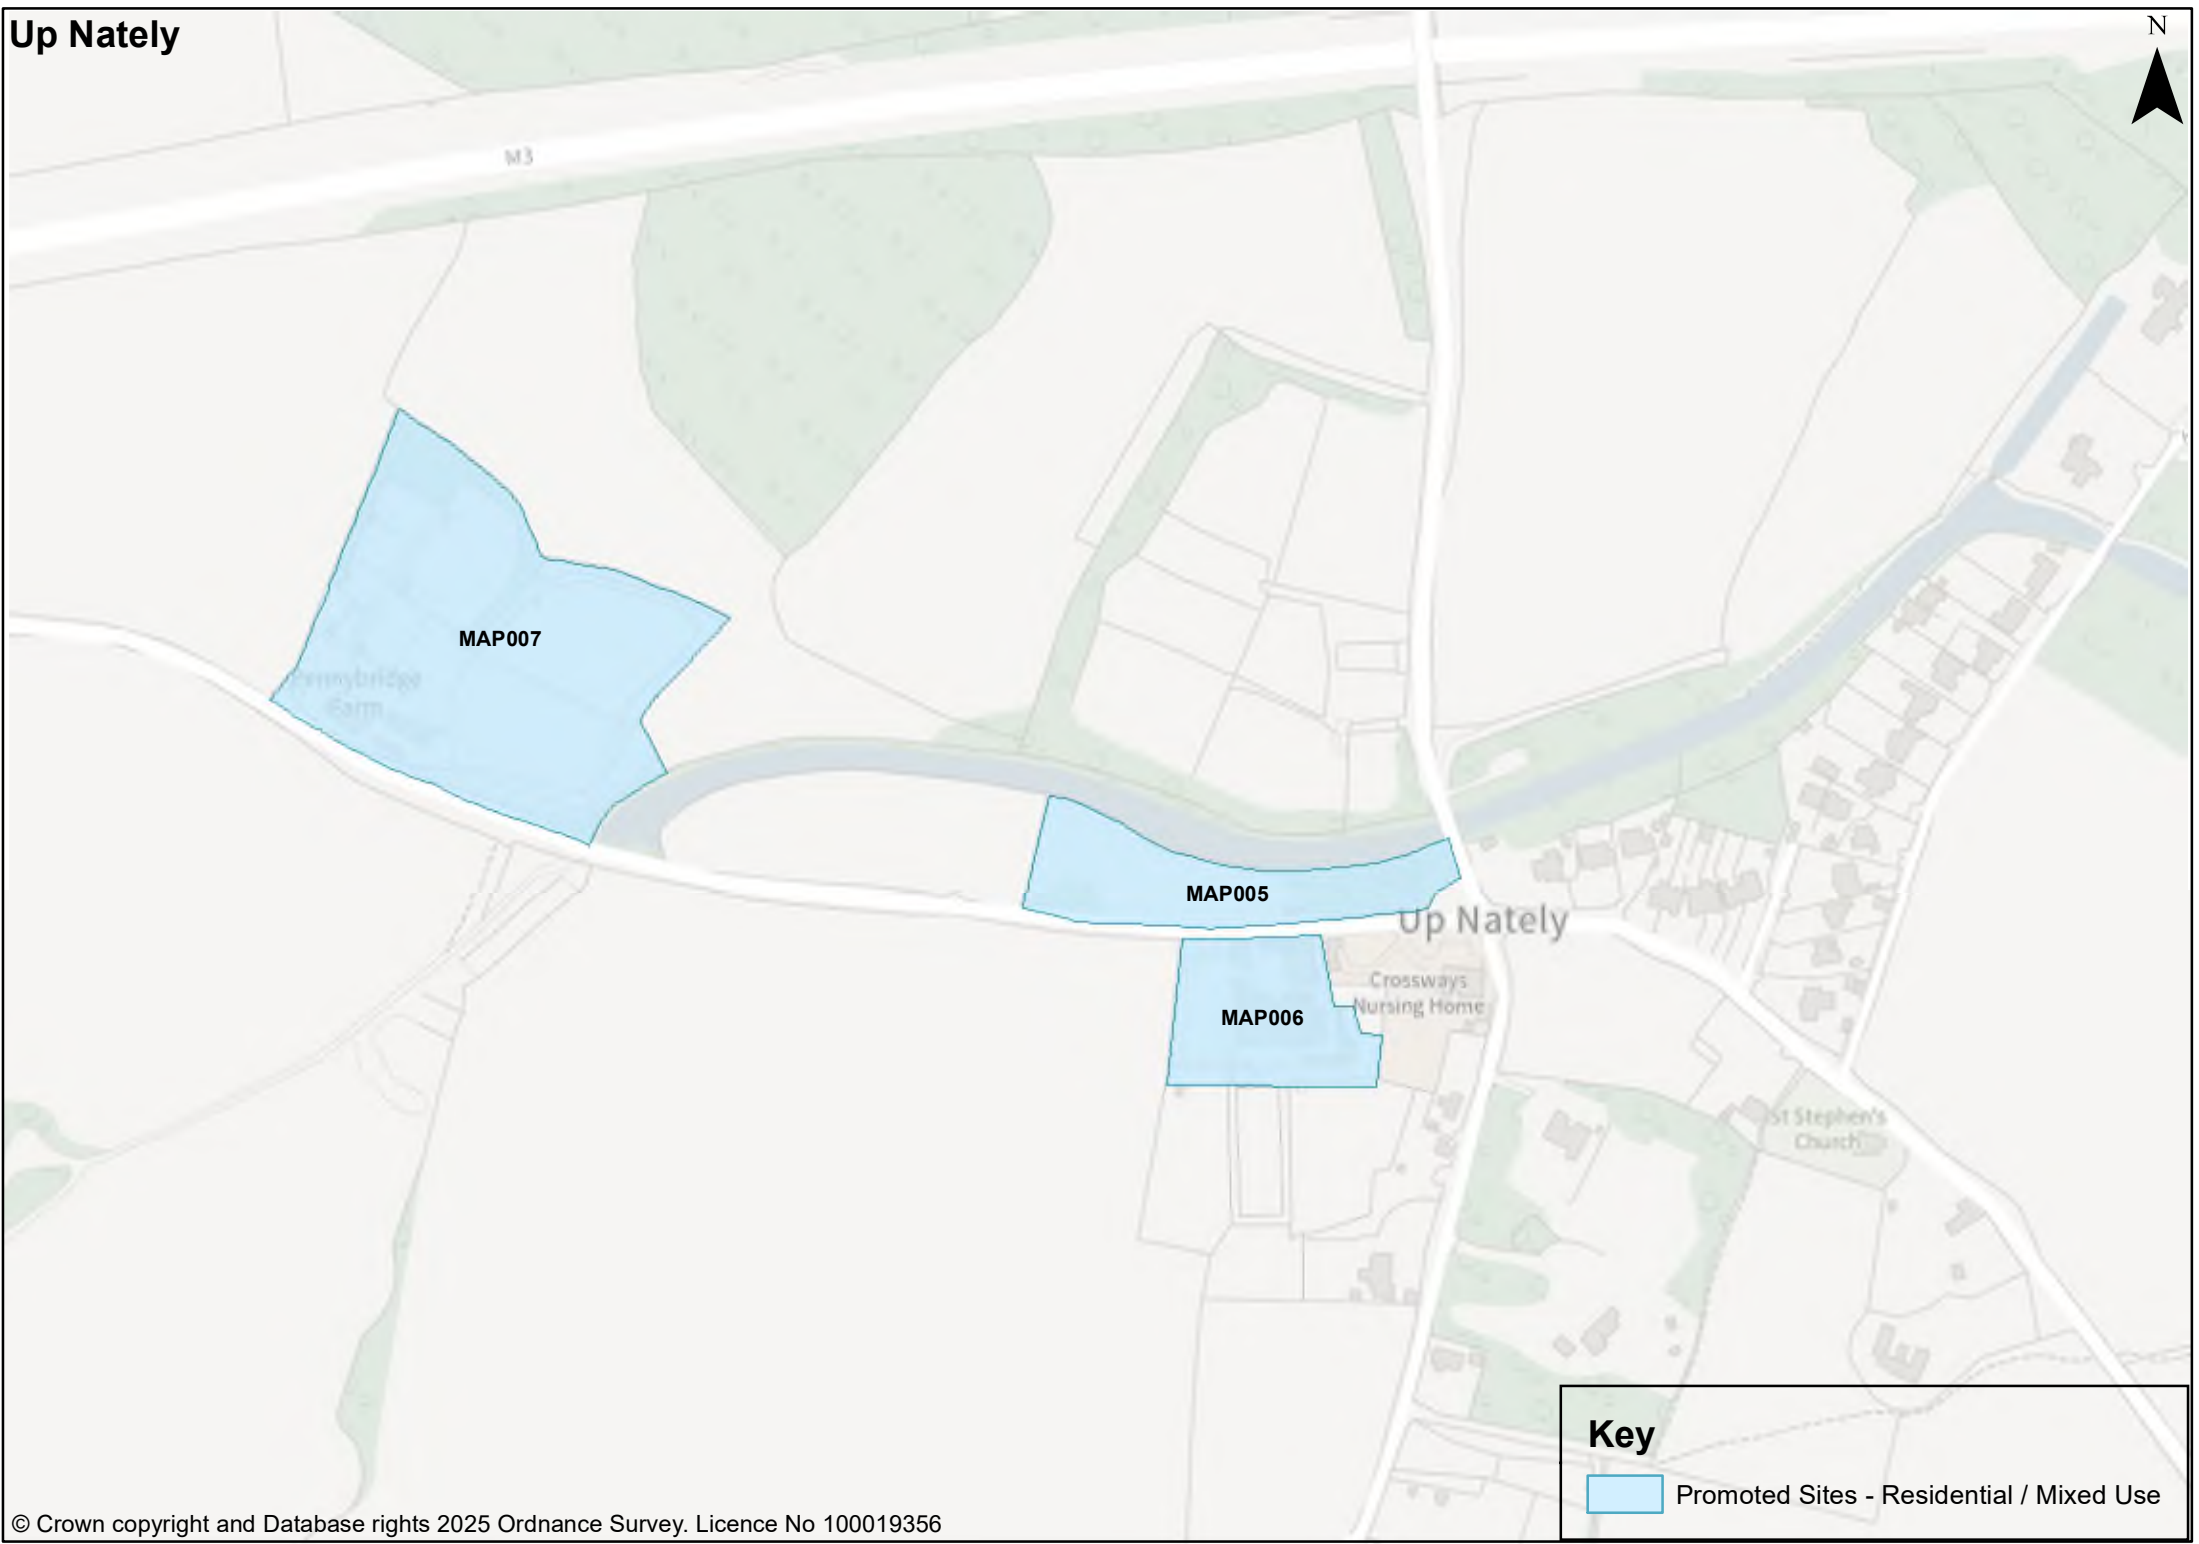 Up Nately
N
M3
MAP007
Pennybridge
Farm
MAP005
Up Nately
Crossways
Nursing Home
MAP006
St Stephen's
Church
Key
Promoted Sites - Residential / Mixed Use
© Crown copyright and Database rights 2025 Ordnance Survey. Licence No 100019356